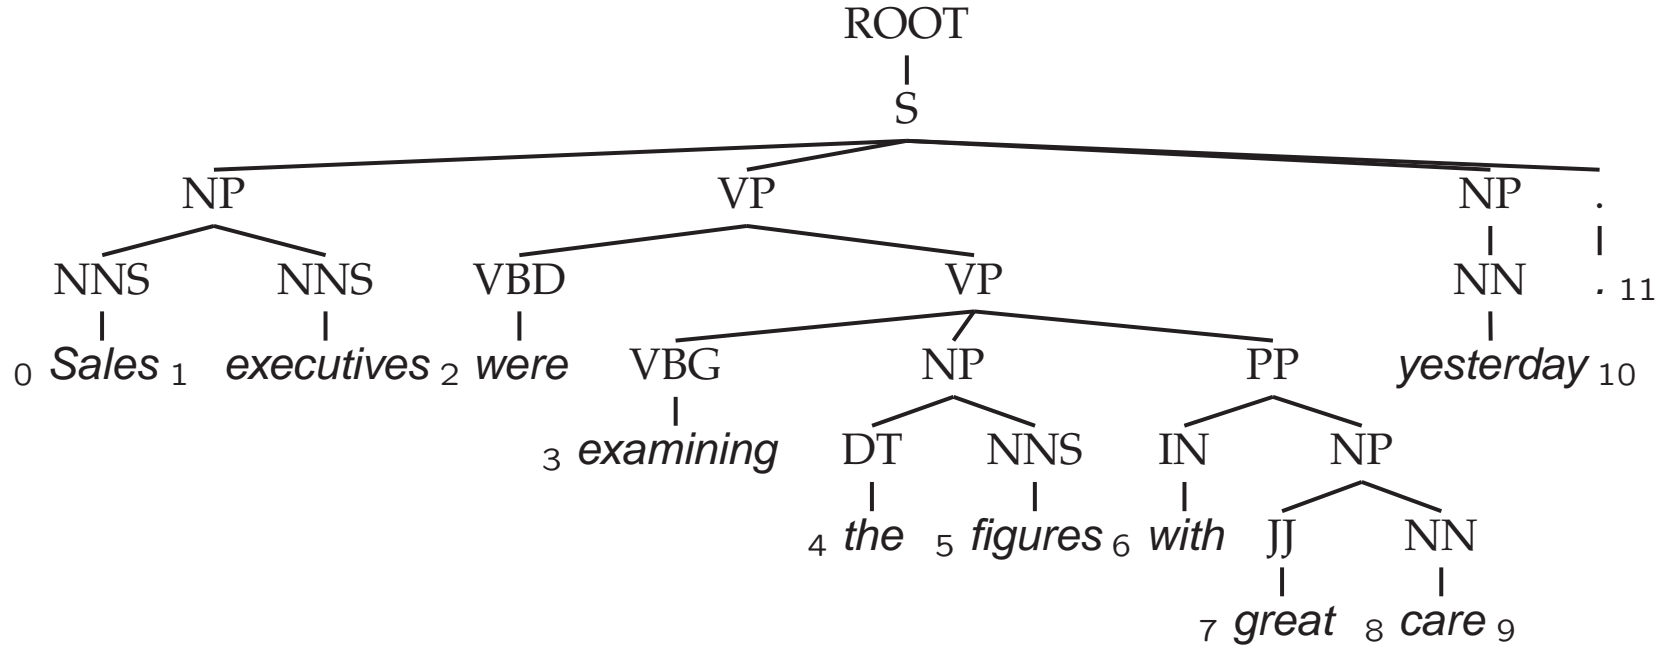 ROOT
S
NP VP NP .
NNS NNS VBD VP NN . 11
0 Sales 1 executives 2 were VBG NP PP yesterday 10
3 examining DT NNS IN NP
4 the 5 figures 6 with JJ NN
7 great 8 care 9